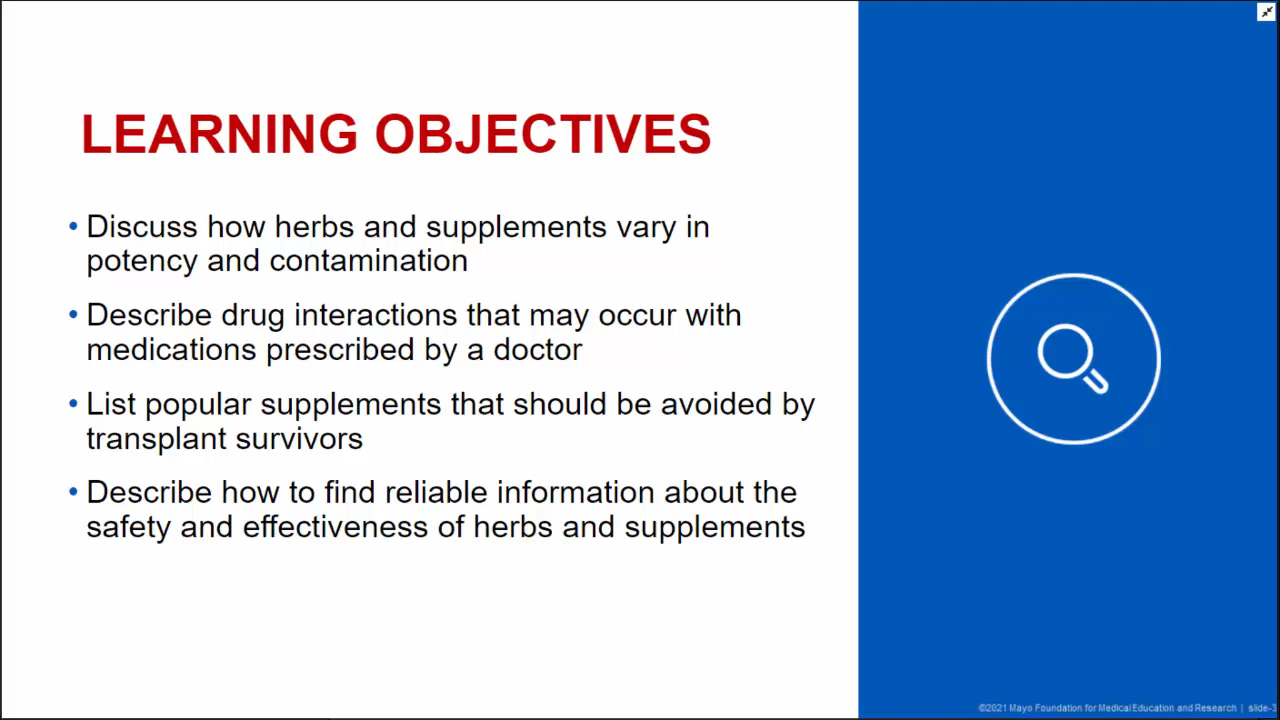 LEARNING OBJECTIVES
• Discuss how herbs and supplements vary in
potency and contamination
• Describe drug interactions that may occur with
medications prescribed by a doctor
• List popular supplements that should be avoided by
transplant survivors
• Describe how to find reliable information about the
safety and effectiveness of herbs and supplements
©2021 Mayo Foundation for Medical Education and Research | slide-3